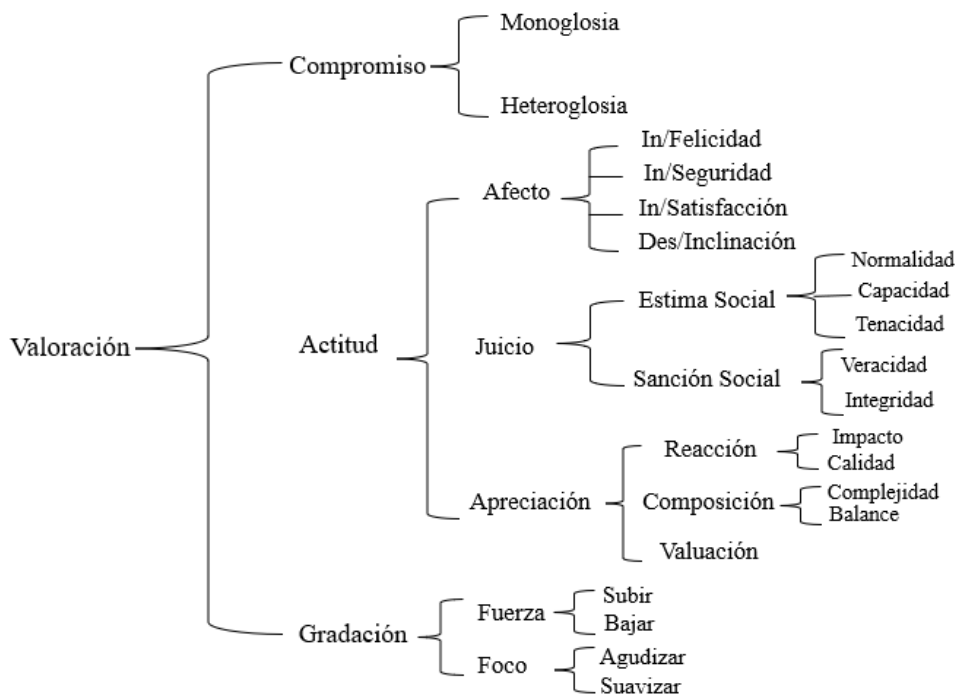 Valoración
Compromiso
Monoglosia
Heteroglosia
Actitud
Afecto
In/Felicidad
In/Seguridad
In/Satisfacción
Des/Inclinación
Juicio
Estima Social
Normalidad
Capacidad
Tenacidad
Sanción Social
Veracidad
Integridad
Apreciación
Reacción
Impacto
Calidad
Composición
Complejidad
Balance
Valuación
Gradación
Fuerza
Subir
Bajar
Foco
Agudizar
Suavizar